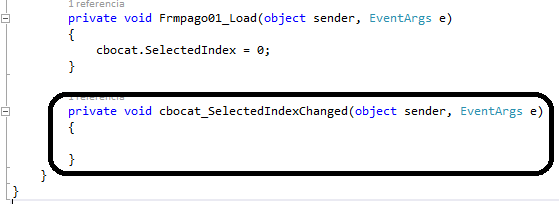 1 referencia
private void Frmpago01_Load(object sender, EventArgs e)
{
cbocat.SelectedIndex = 0;
}
1 referencia
private void cbocat_SelectedIndexChanged(object sender, EventArgs e)
{
}
}
}